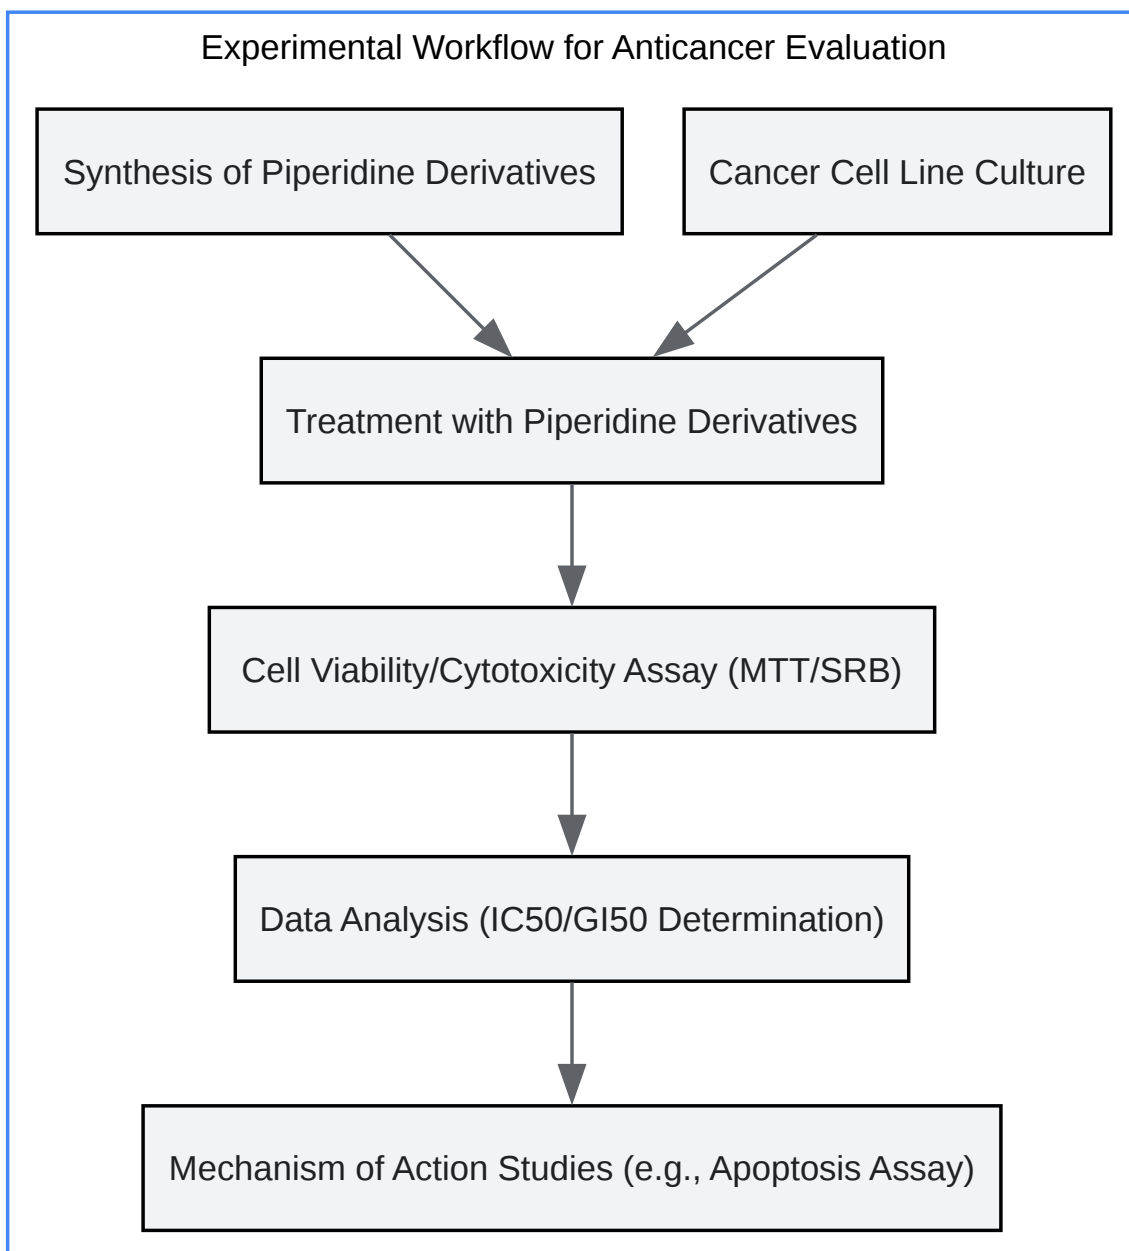 Experimental Workflow for Anticancer Evaluation
Synthesis of Piperidine Derivatives
Cancer Cell Line Culture
Treatment with Piperidine Derivatives
Cell Viability/Cytotoxicity Assay (MTT/SRB)
Data Analysis (IC50/GI50 Determination)
Mechanism of Action Studies (e.g., Apoptosis Assay)